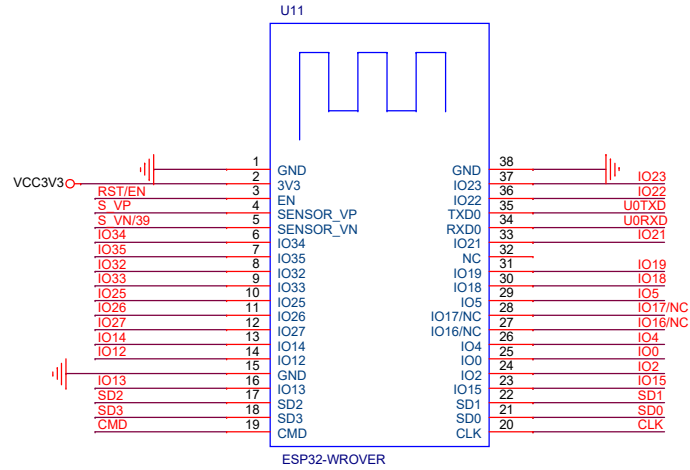 U11
1 GND GND 38
VCC3V3 2 3V3 IO23 37 IO23
RST/EN 3 EN IO22 36 IO22
S_VP 4 SENSOR_VP TXD0 35 U0TXD
S_VN/39 5 SENSOR_VN RXD0 34 U0RXD
IO34 6 IO34 IO21 33 IO21
IO35 7 IO35 NC 32
IO32 8 IO32 IO19 31 IO19
IO33 9 IO33 IO18 30 IO18
IO25 10 IO25 IO5 29 IO5
IO26 11 IO26 IO17/NC 28 IO17/NC
IO27 12 IO27 IO16/NC 27 IO16/NC
IO14 13 IO14 IO4 26 IO4
IO12 14 IO12 IO0 25 IO0
15 GND IO2 24 IO2
IO13 16 IO13 IO15 23 IO15
SD2 17 SD2 SD1 22 SD1
SD3 18 SD3 SD0 21 SD0
CMD 19 CMD CLK 20 CLK
ESP32-WROVER